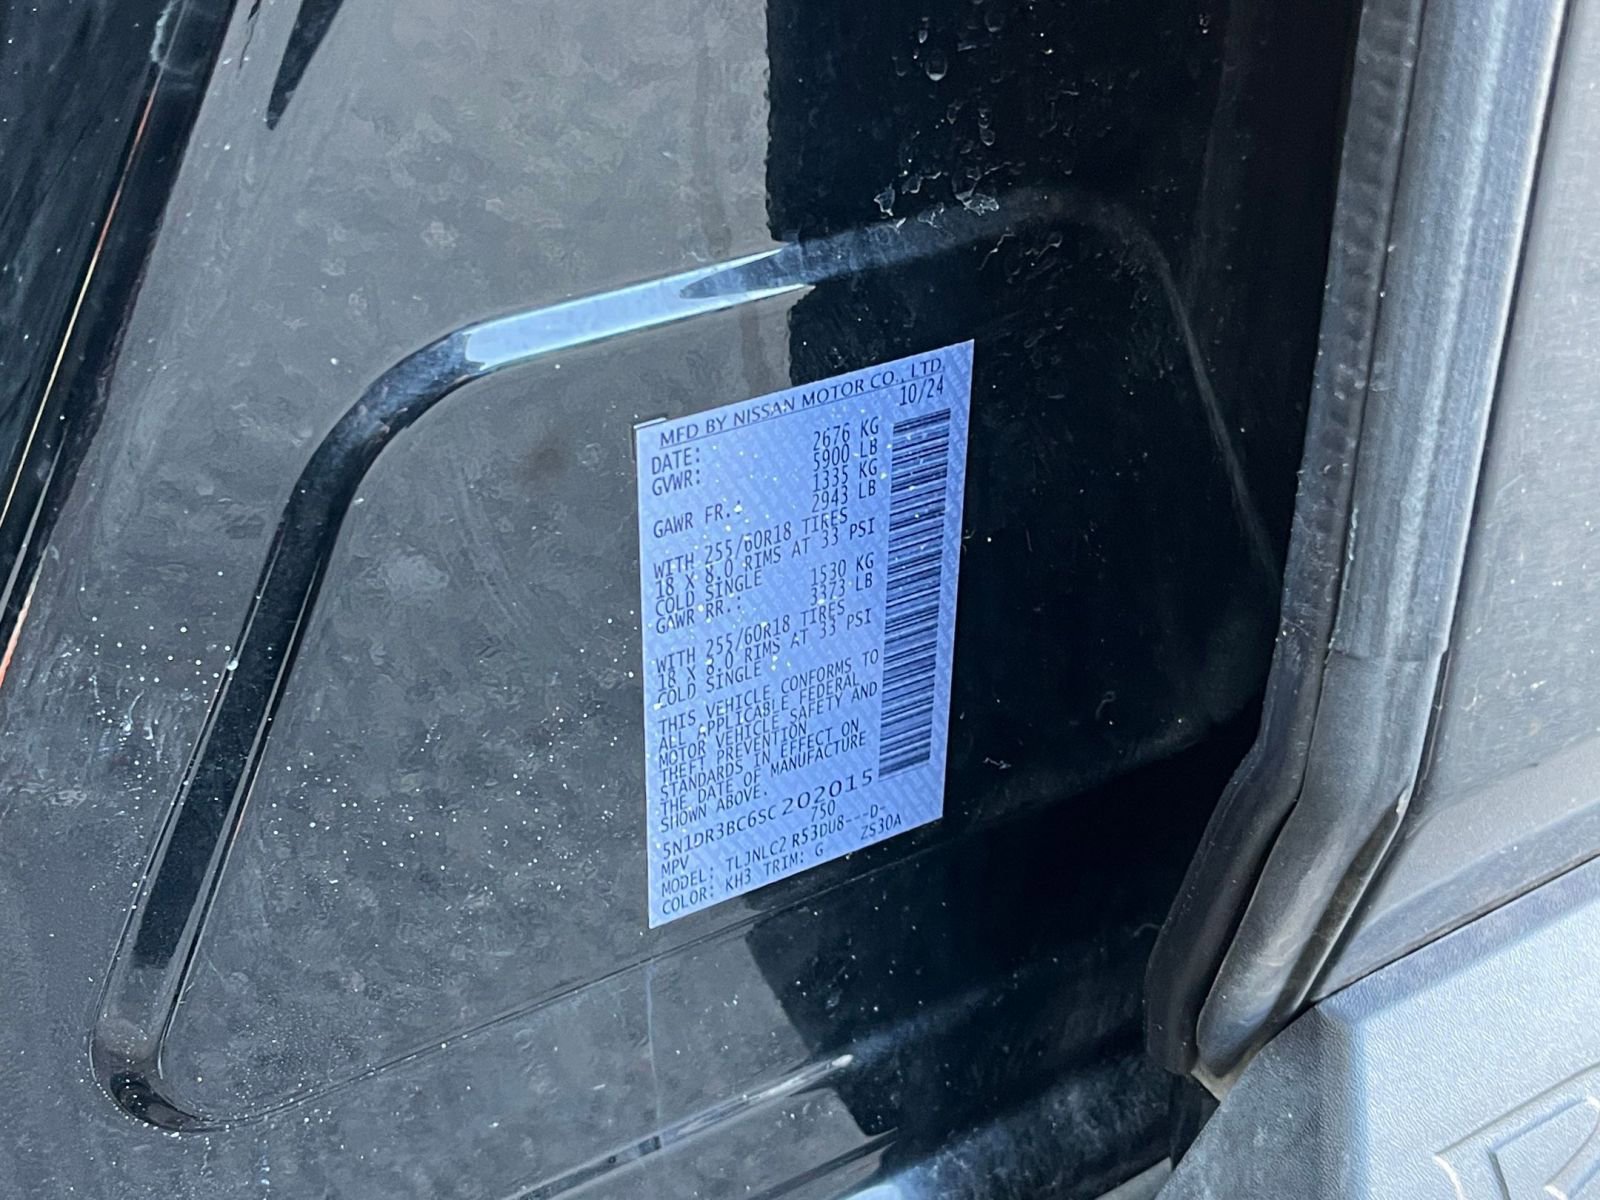 MFD BY NISSAN MOTOR CO., LTD.
DATE: 10/24
GVWR: 2676 KG
5900 LB
GAWR FR.: 1335 KG
2943 LB
WITH 255/60R18 TIRES
18 X 8.0 RIMS AT 33 PSI
COLD SINGLE
GAWR RR.: 1530 KG
3373 LB
WITH 255/60R18 TIRES
18 X 8.0 RIMS AT 33 PSI
COLD SINGLE
THIS VEHICLE CONFORMS TO
ALL APPLICABLE FEDERAL
MOTOR VEHICLE SAFETY AND
THEFT PREVENTION
STANDARDS IN EFFECT ON
THE DATE OF MANUFACTURE
SHOWN ABOVE.
5N1DR3BC6SC202015
MPV 750
MODEL: TLJNLC2 R53DU8---D-
COLOR: KH3 TRIM: G ZS30A